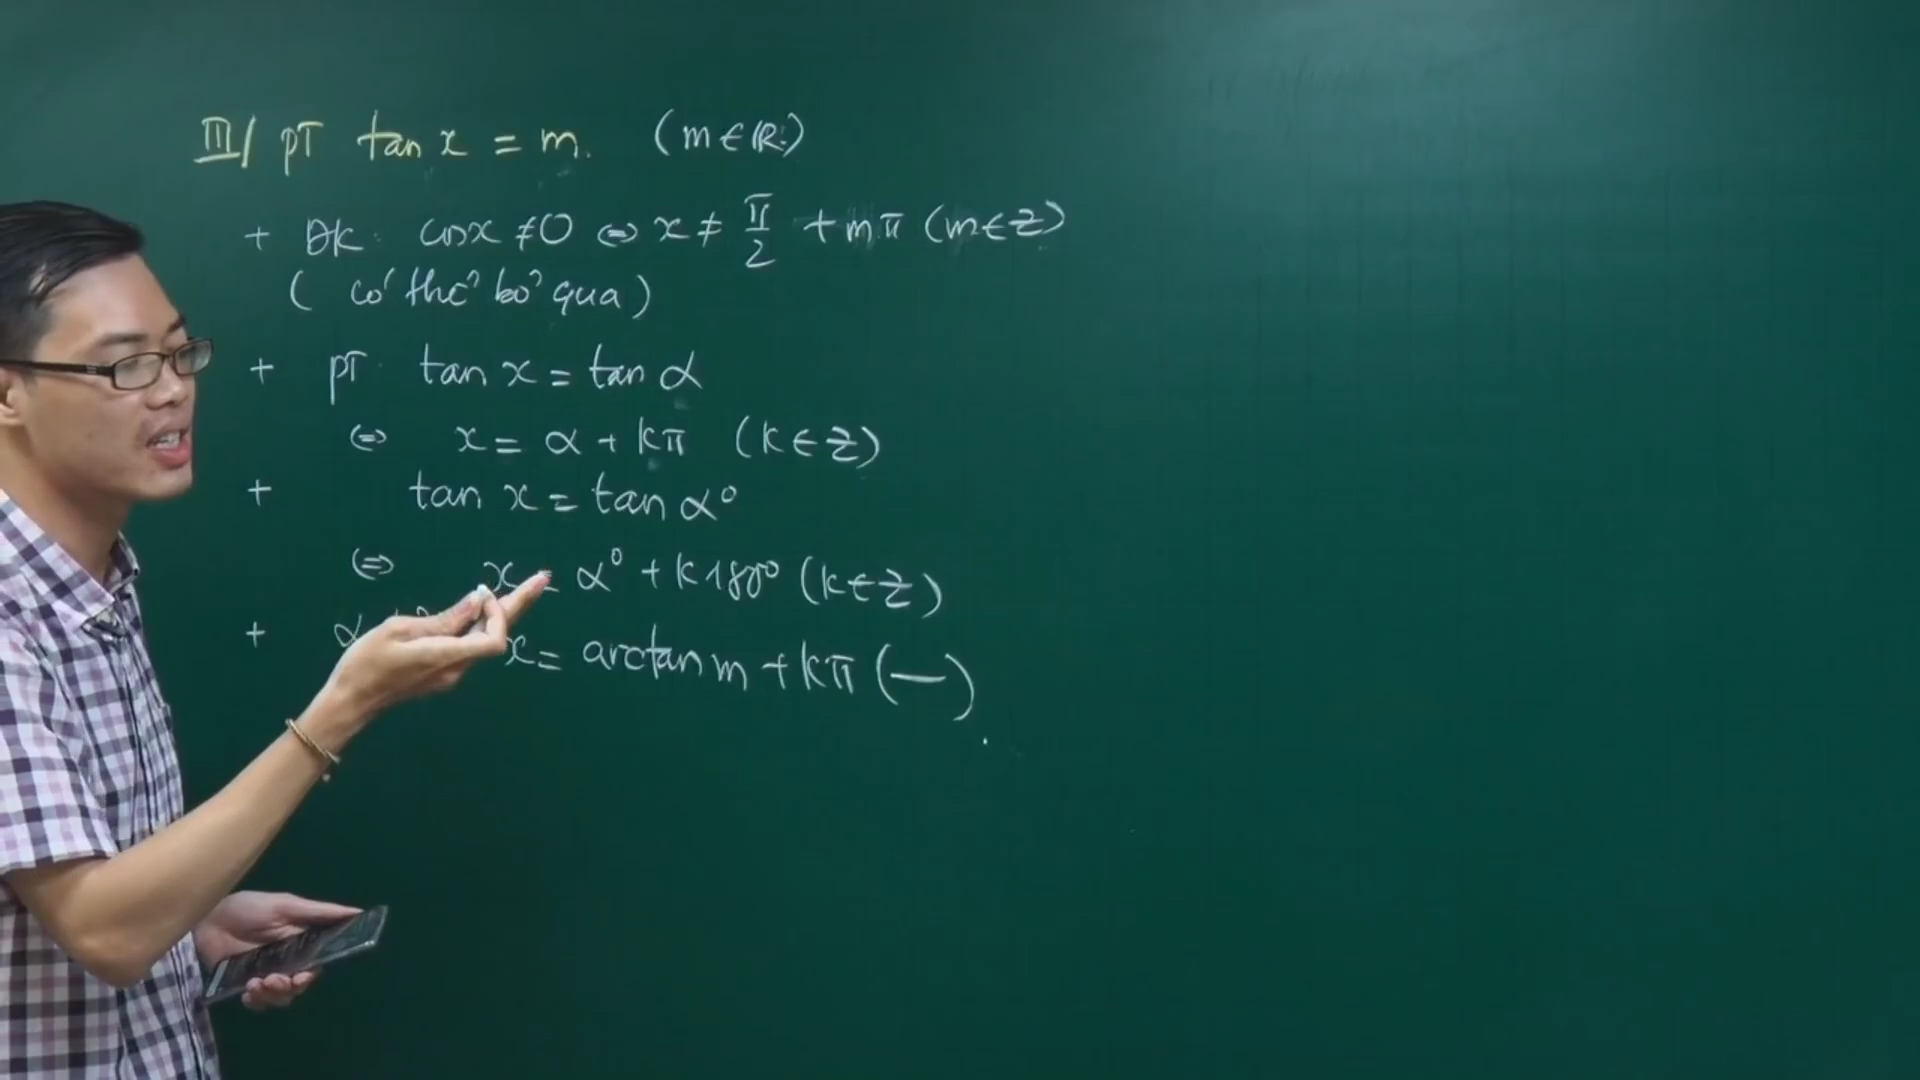 III/ pT tan x = m. (m ∈ R)
+ ĐK: cosx ≠ 0 ⇔ x ≠ π/2 + mπ (m ∈ Z)
( có thể bỏ qua )
+ pT tan x = tan α
⇔ x = α + kπ (k ∈ Z)
+ tan x = tan α°
⇔ x = α° + k180° (k ∈ Z)
+ α x = arctan m + kπ (—)